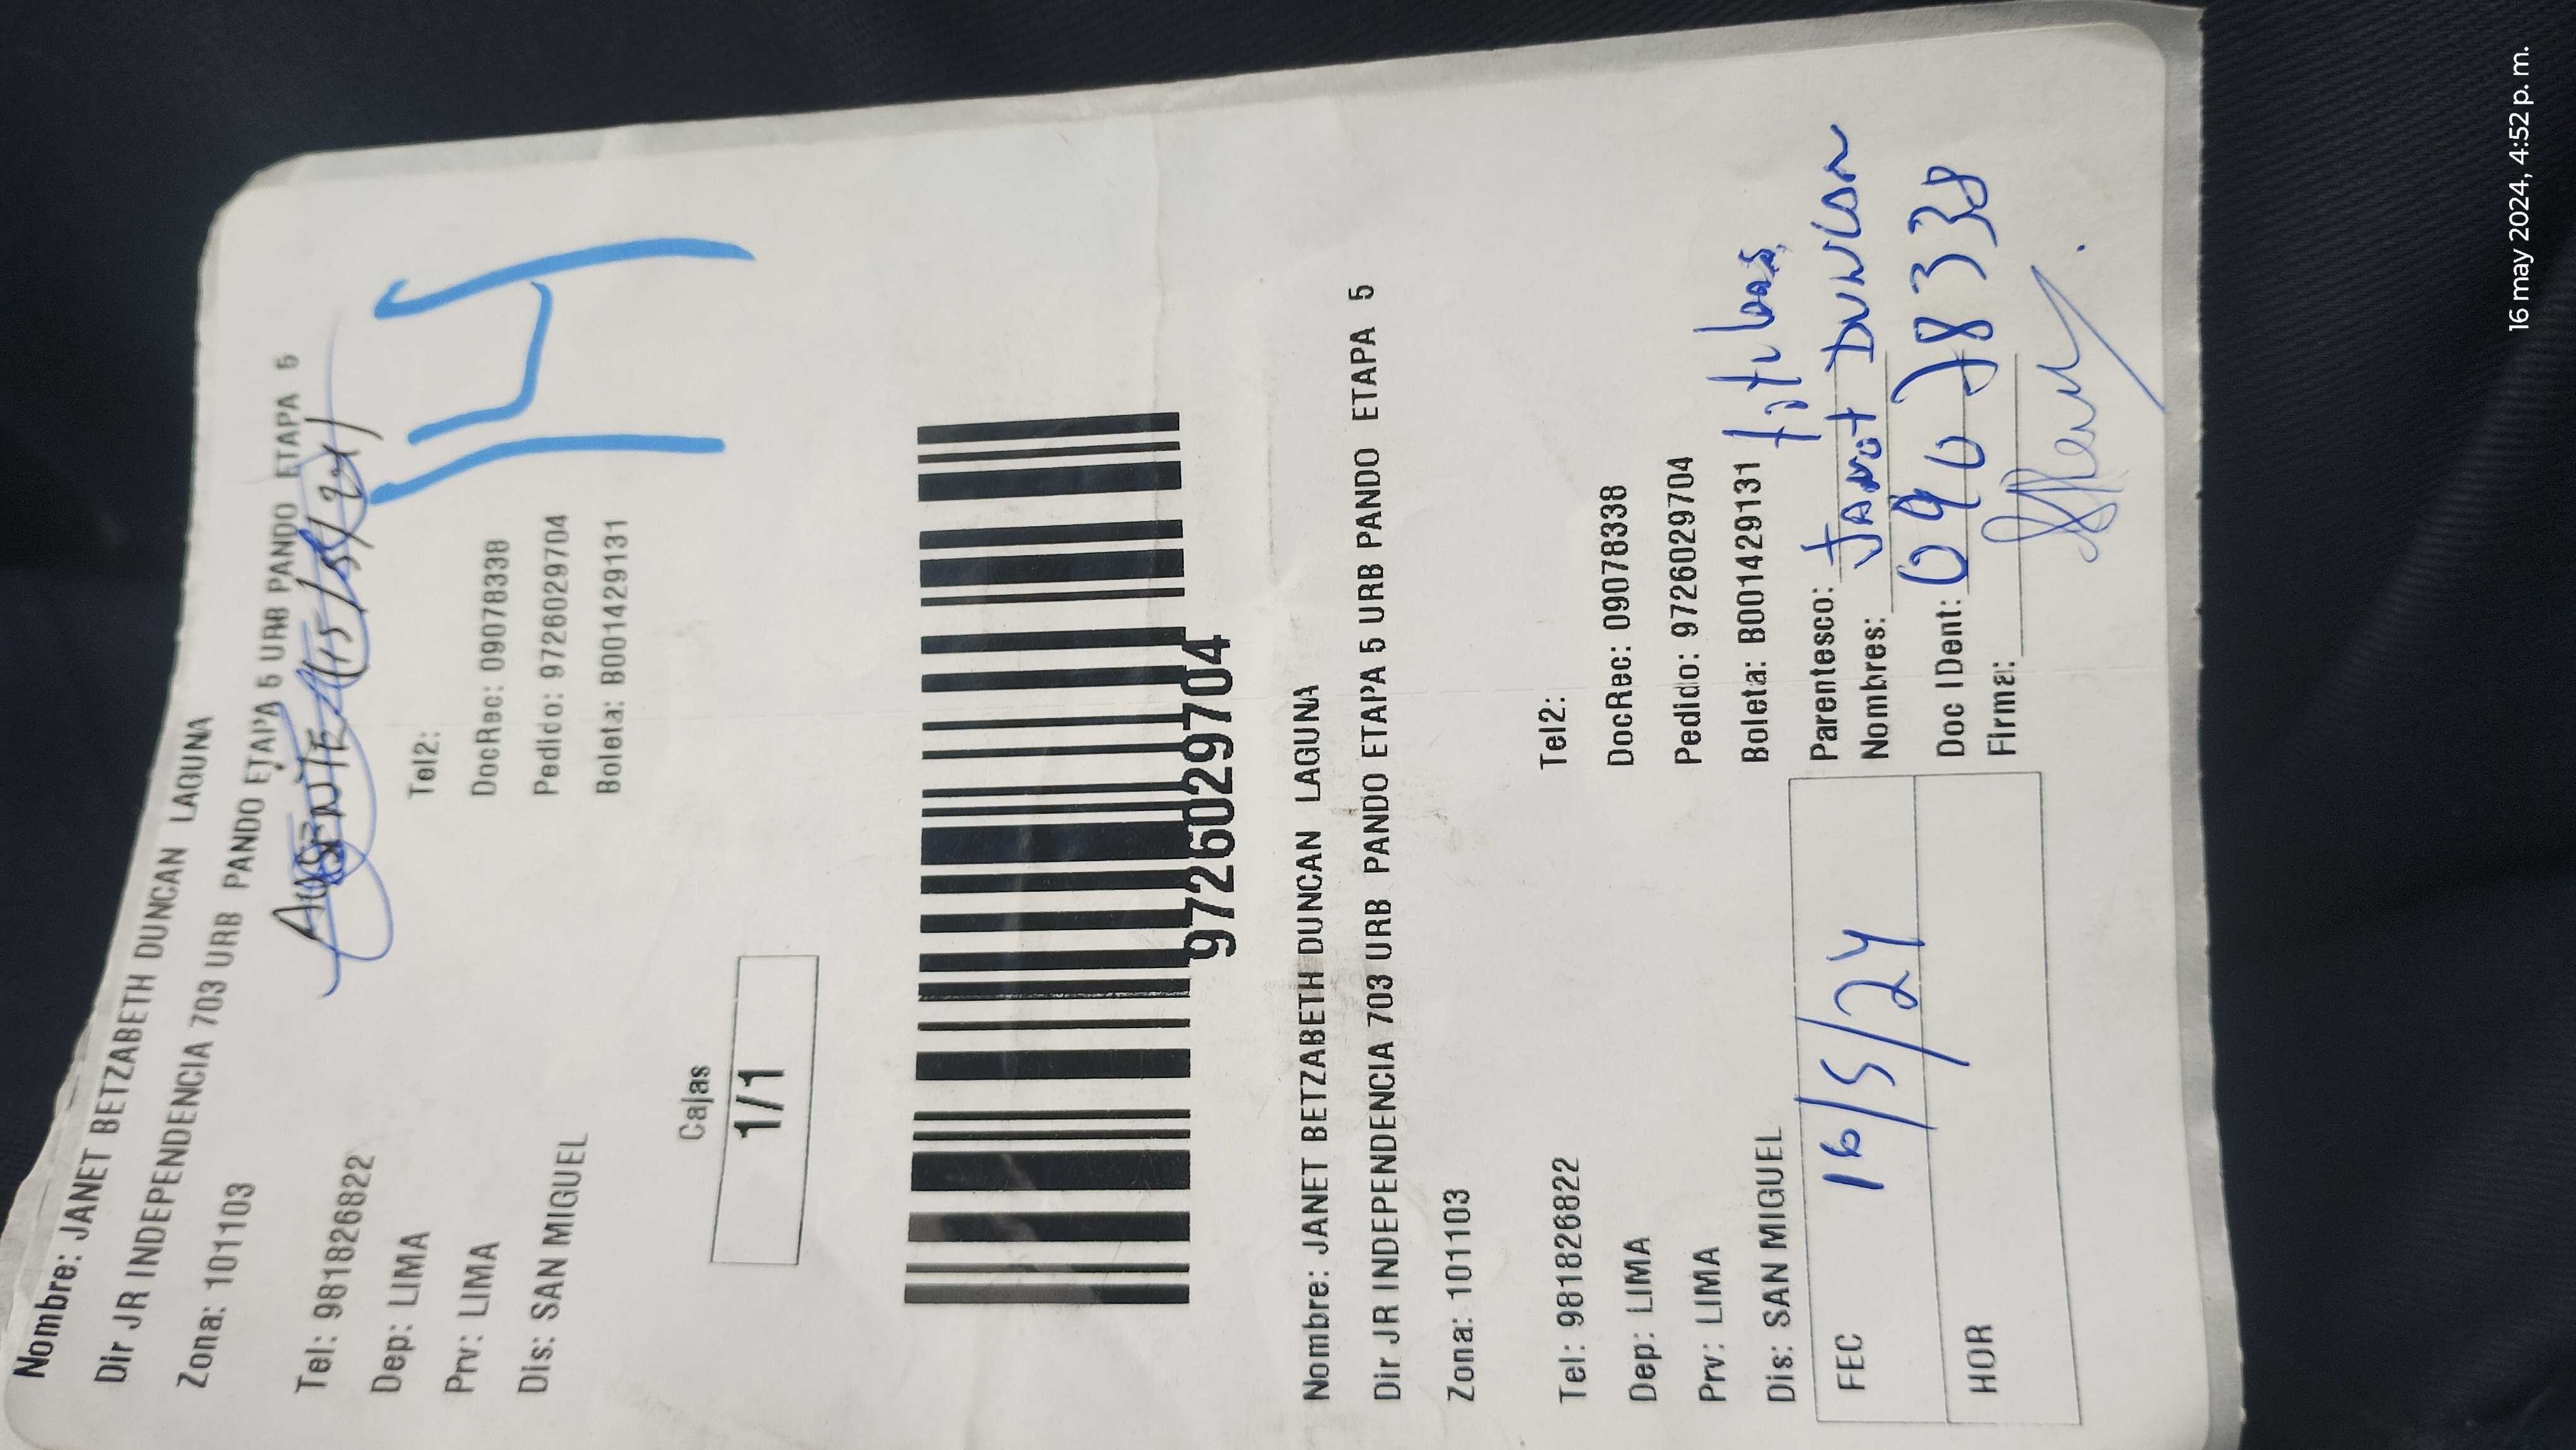 Nombre: JANET BETZABETH DUNCAN LAGUNA
Dir JR INDEPENDENCIA 703 URB PANDO ETAPA 5 URB PANDO ETAPA 5
Zona: 101103
AUSENTE 15/05/24
Tel: 981826822 Tel2:
Dep: LIMA DocRec: 09078338
Prv: LIMA Pedido: 9726029704
Dis: SAN MIGUEL Boleta: B001429131
Cajas
1/1
9726029704
Nombre: JANET BETZABETH DUNCAN LAGUNA
Dir JR INDEPENDENCIA 703 URB PANDO ETAPA 5 URB PANDO ETAPA 5
Zona: 101103
Tel: 981826822 Tel2:
Dep: LIMA DocRec: 09078338
Prv: LIMA Pedido: 9726029704
Dis: SAN MIGUEL Boleta: B001429131
FEC 16/5/24
HOR
Parentesco:
Nombres: JANET DUNCAN
Doc IDent: 09078338
Firma:
16 may 2024, 4:52 p. m.